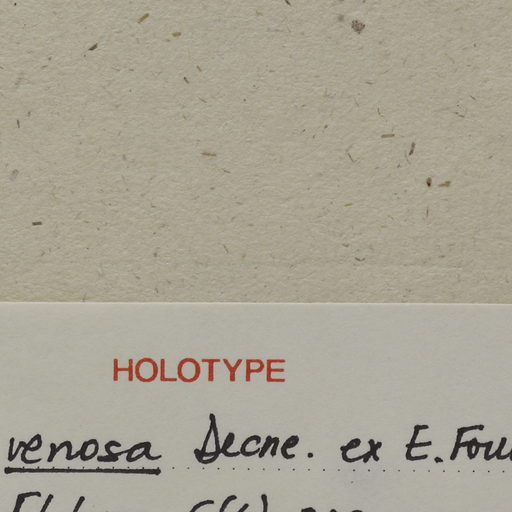 HOLOTYPE
venosa Decne. ex E. Fou